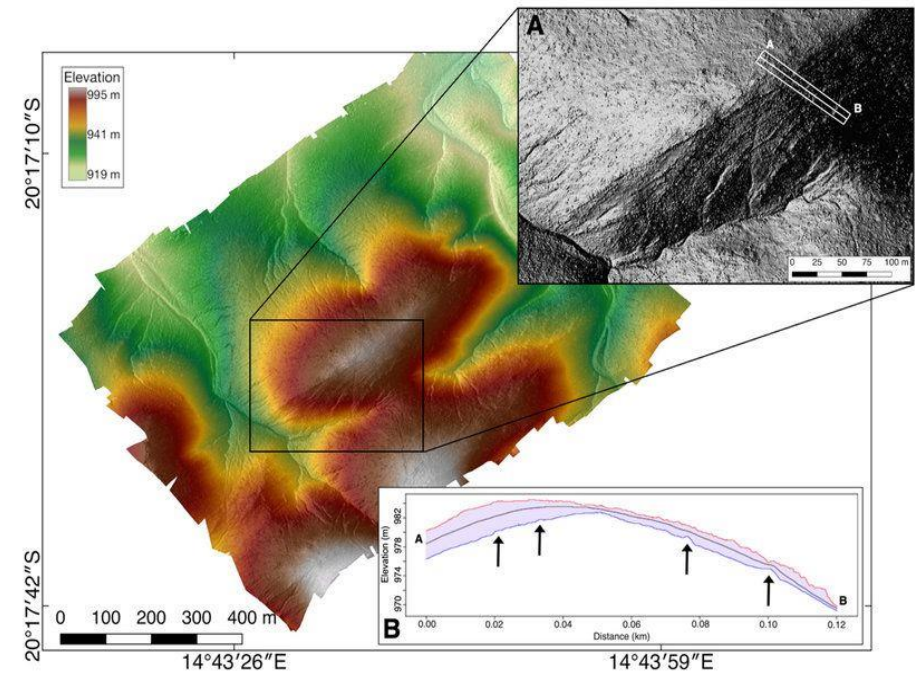 A
A
B
0 25 50 75 100 m
Elevation
995 m
941 m
919 m
20°17′10″S
20°17′42″S
0 100 200 300 400 m
14°43′26″E
14°43′59″E
Elevation (m)
982
978
974
970
A
B
0.00 0.02 0.04 0.06 0.08 0.10 0.12
Distance (km)
B